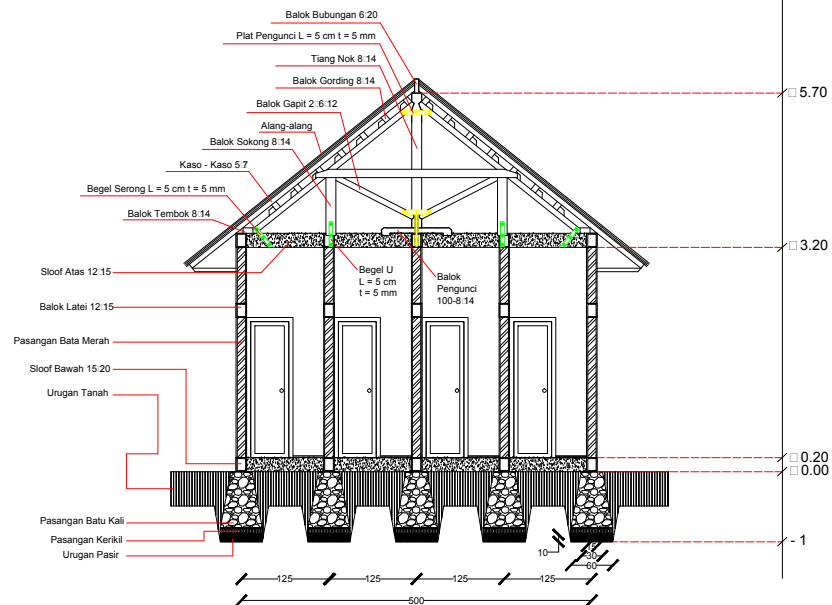 Balok Bubungan 6:20
Plat Pengunci L = 5 cm t = 5 mm
Tiang Nok 8:14
Balok Gording 8:14
Balok Gapit 2:6:12
Alang-alang
Balok Sokong 8:14
Kaso - Kaso 5:7
Begel Serong L = 5 cm t = 5 mm
Balok Tembok 8:14
Sloof Atas 12:15
Balok Latei 12:15
Pasangan Bata Merah
Sloof Bawah 15:20
Urugan Tanah
Pasangan Batu Kali
Pasangan Kerikil
Urugan Pasir
Begel U
L = 5 cm
t = 5 mm
Balok
Pengunci
100-8:14
□ 5.70
□ 3.20
□ 0.20
□ 0.00
- 1
10
30
60
125
125
125
125
500